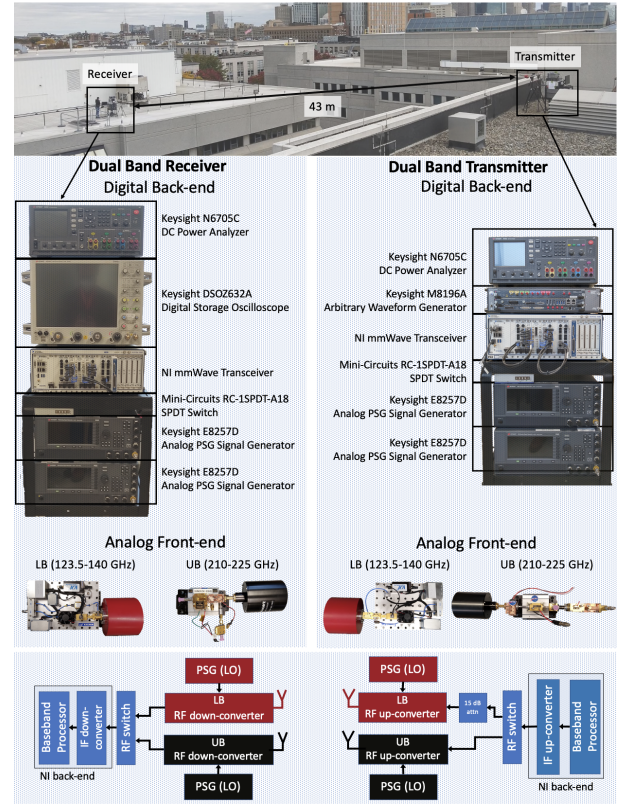 Receiver
Transmitter
43 m
Dual Band Receiver
Digital Back-end
Keysight N6705C
DC Power Analyzer
Keysight DSOZ632A
Digital Storage Oscilloscope
NI mmWave Transceiver
Mini-Circuits RC-1SPDT-A18
SPDT Switch
Keysight E8257D
Analog PSG Signal Generator
Keysight E8257D
Analog PSG Signal Generator
Dual Band Transmitter
Digital Back-end
Keysight N6705C
DC Power Analyzer
Keysight M8196A
Arbitrary Waveform Generator
NI mmWave Transceiver
Mini-Circuits RC-1SPDT-A18
SPDT Switch
Keysight E8257D
Analog PSG Signal Generator
Keysight E8257D
Analog PSG Signal Generator
Analog Front-end
LB (123.5-140 GHz)
UB (210-225 GHz)
Analog Front-end
LB (123.5-140 GHz)
UB (210-225 GHz)
Baseband
Processor
IF down-
converter
NI back-end
RF switch
PSG (LO)
LB
RF down-converter
UB
RF down-converter
PSG (LO)
PSG (LO)
LB
RF up-converter
UB
RF up-converter
PSG (LO)
15 dB
attn
RF switch
IF up-converter
Baseband
Processor
NI back-end